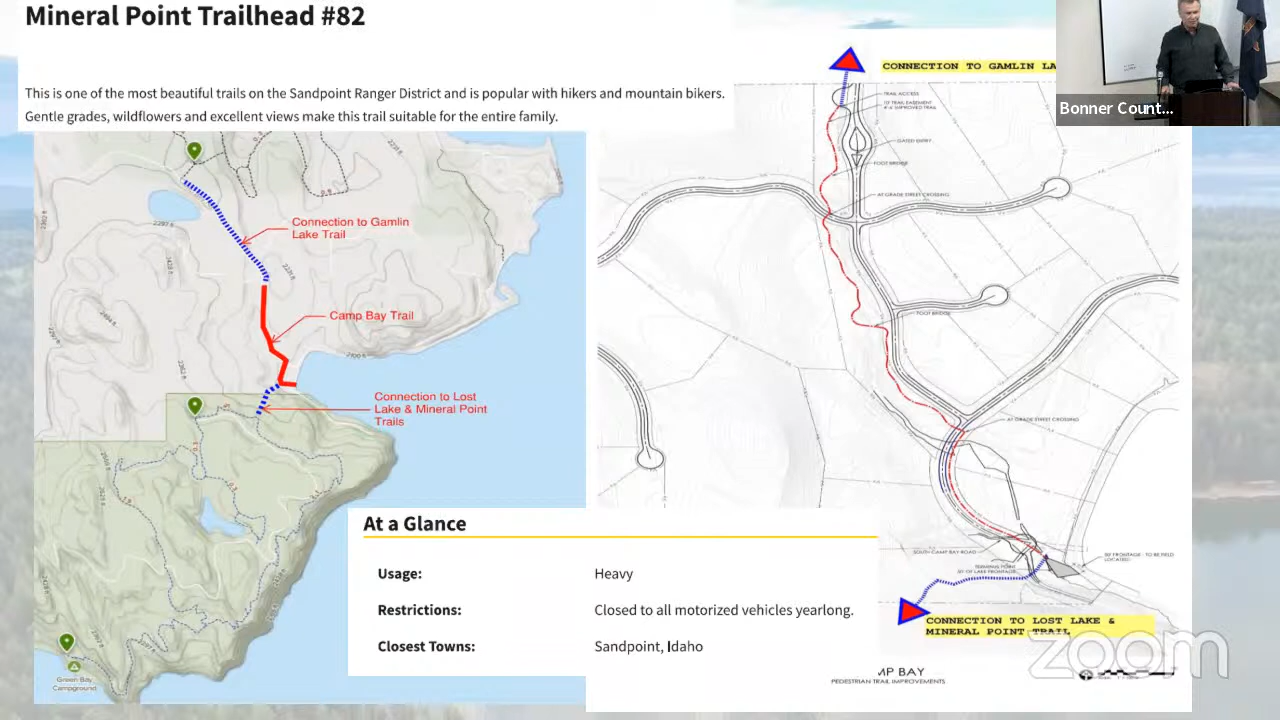 Mineral Point Trailhead #82
This is one of the most beautiful trails on the Sandpoint Ranger District and is popular with hikers and mountain bikers.
Gentle grades, wildflowers and excellent views make this trail suitable for the entire family.
Bonner Count...
CONNECTION TO GAMLIN LA
TRAIL ACCESS
GATED ENTRY
FOOT BRIDGE
AT GRADE STREET CROSSING
FOOT BRIDGE
AT GRADE STREET CROSSING
SOUTH CAMP BAY ROAD
Connection to Gamlin
Lake Trail
Camp Bay Trail
Connection to Lost
Lake & Mineral Point
Trails
2100 ft
Green Bay
Campground
At a Glance
Usage: Heavy
Restrictions: Closed to all motorized vehicles yearlong.
Closest Towns: Sandpoint, Idaho
CONNECTION TO LOST LAKE &
MINERAL POINT TRAIL
MP BAY
PEDESTRIAN TRAIL IMPROVEMENTS
zoom